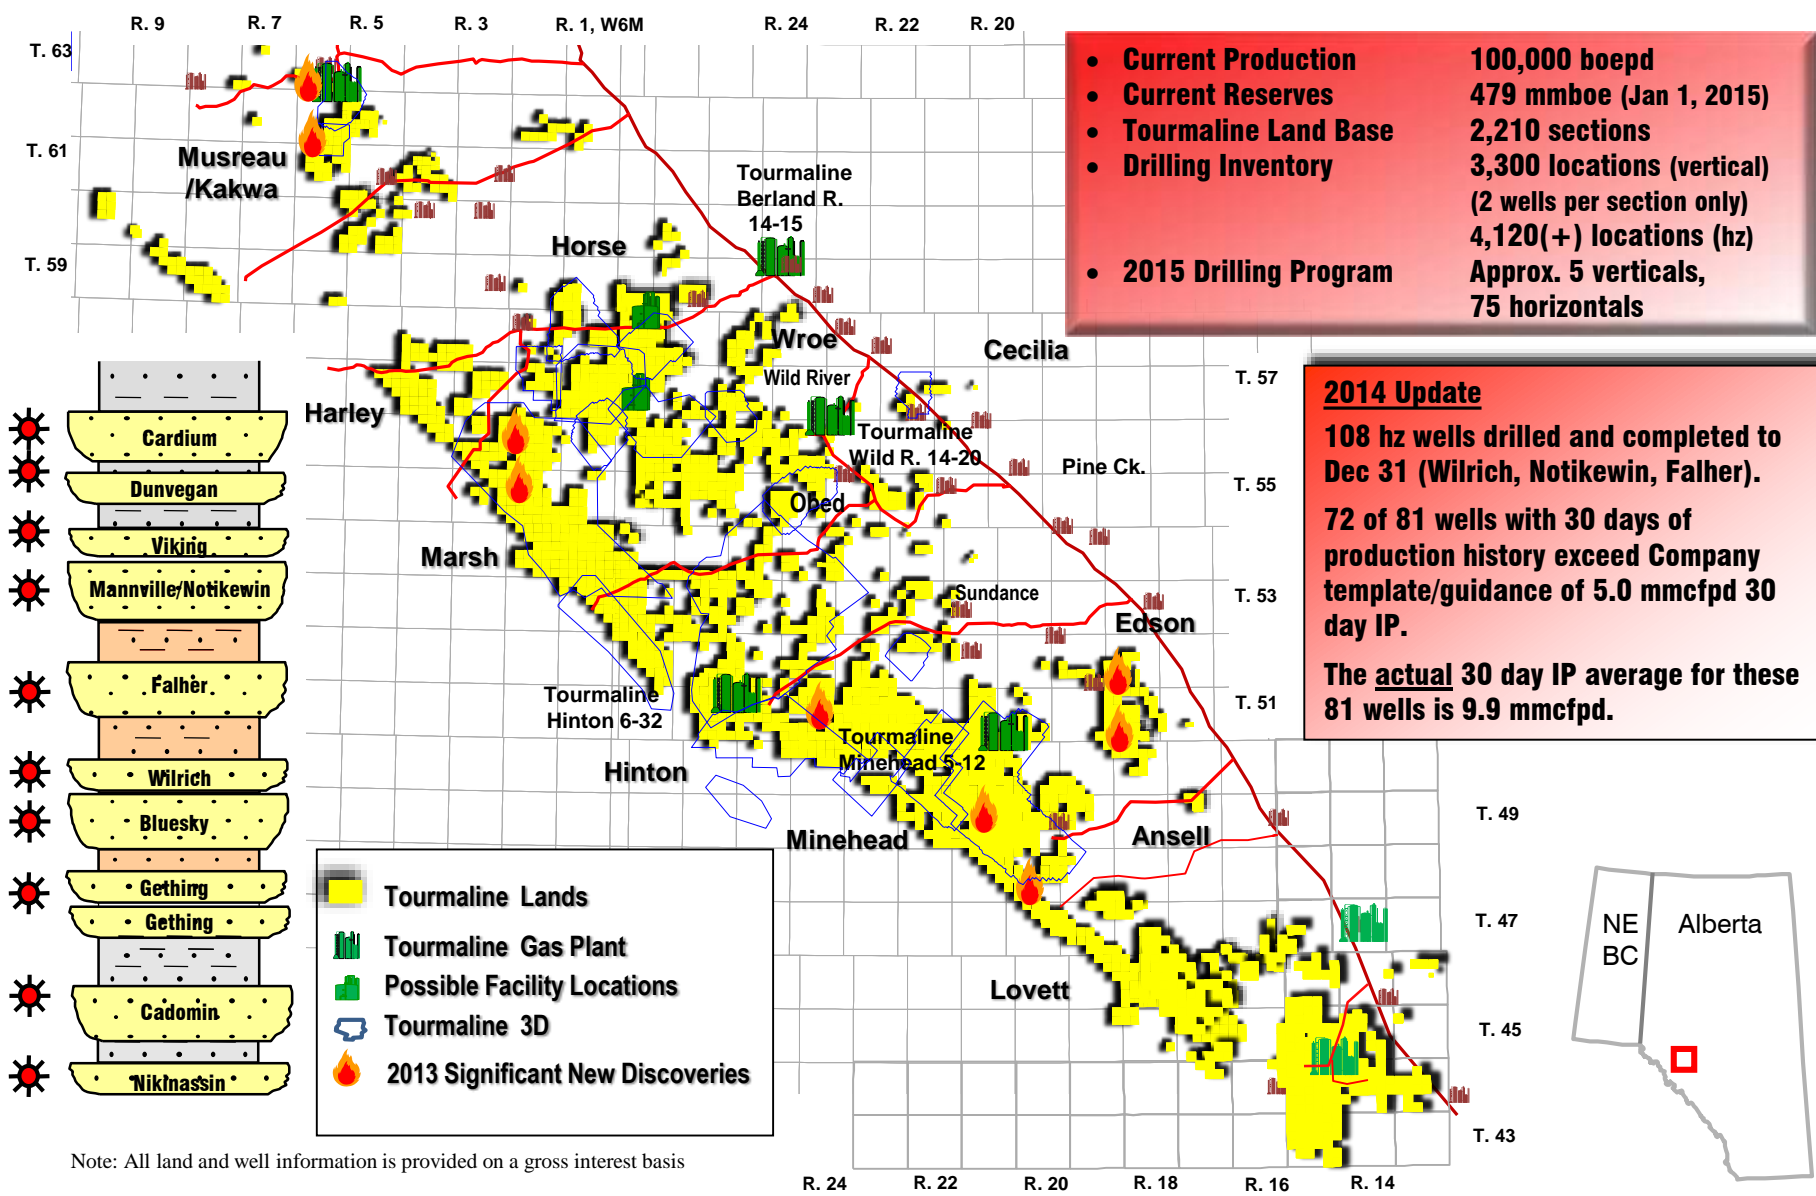 R. 9 R. 7 R. 5 R. 3 R. 1, W6M R. 24 R. 22 R. 20
T. 63
T. 61
T. 59
Musreau
/Kakwa
Horse
Tourmaline
Berland R.
14-15
• Current Production 100,000 boepd
• Current Reserves 479 mmboe (Jan 1, 2015)
• Tourmaline Land Base 2,210 sections
• Drilling Inventory 3,300 locations (vertical)
(2 wells per section only)
4,120(+) locations (hz)
• 2015 Drilling Program Approx. 5 verticals,
75 horizontals
Wroe
Cecilia
Wild River
Harley
Tourmaline
Wild R. 14-20
Pine Ck.
Obed
Marsh
Sundance
Edson
Tourmaline
Hinton 6-32
Tourmaline
Minehead 5-12
Hinton
Minehead
Ansell
Lovett
T. 57
T. 55
T. 53
T. 51
T. 49
T. 47
T. 45
T. 43
2014 Update
108 hz wells drilled and completed to
Dec 31 (Wilrich, Notikewin, Falher).
72 of 81 wells with 30 days of
production history exceed Company
template/guidance of 5.0 mmcfpd 30
day IP.
The actual 30 day IP average for these
81 wells is 9.9 mmcfpd.
Cardium
Dunvegan
Viking
Mannville/Notikewin
Falher
Wilrich
Bluesky
Gething
Gething
Cadomin
Nikinassin
Tourmaline Lands
Tourmaline Gas Plant
Possible Facility Locations
Tourmaline 3D
2013 Significant New Discoveries
NE
BC
Alberta
Note: All land and well information is provided on a gross interest basis
R. 24 R. 22 R. 20 R. 18 R. 16 R. 14